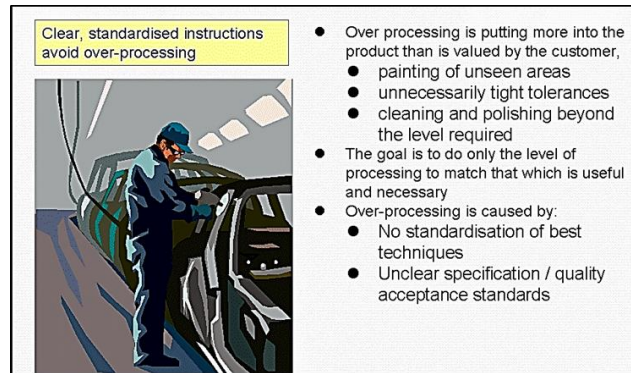 Clear, standardised instructions
avoid over-processing
● Over processing is putting more into the
product than is valued by the customer,
● painting of unseen areas
● unnecessarily tight tolerances
● cleaning and polishing beyond
the level required
● The goal is to do only the level of
processing to match that which is useful
and necessary
● Over-processing is caused by:
● No standardisation of best
techniques
● Unclear specification / quality
acceptance standards